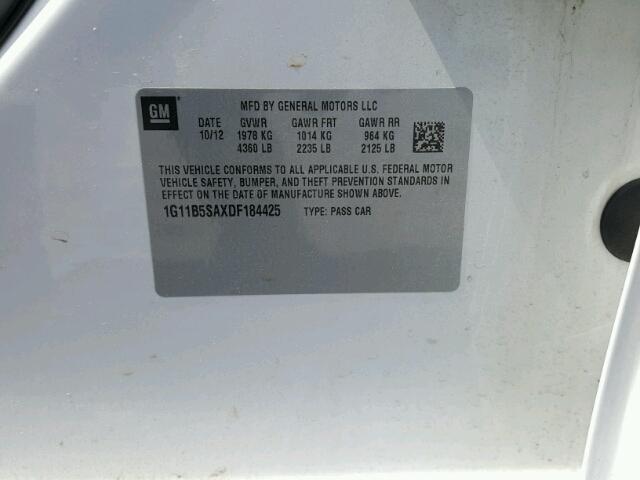 GM
MFD BY GENERAL MOTORS LLC
DATE GVWR GAWR FRT GAWR RR
10/12 1978 KG 1014 KG 964 KG
4360 LB 2235 LB 2125 LB
THIS VEHICLE CONFORMS TO ALL APPLICABLE U.S. FEDERAL MOTOR
VEHICLE SAFETY, BUMPER, AND THEFT PREVENTION STANDARDS IN
EFFECT ON THE DATE OF MANUFACTURE SHOWN ABOVE.
1G11B5SAXDF184425 TYPE: PASS CAR